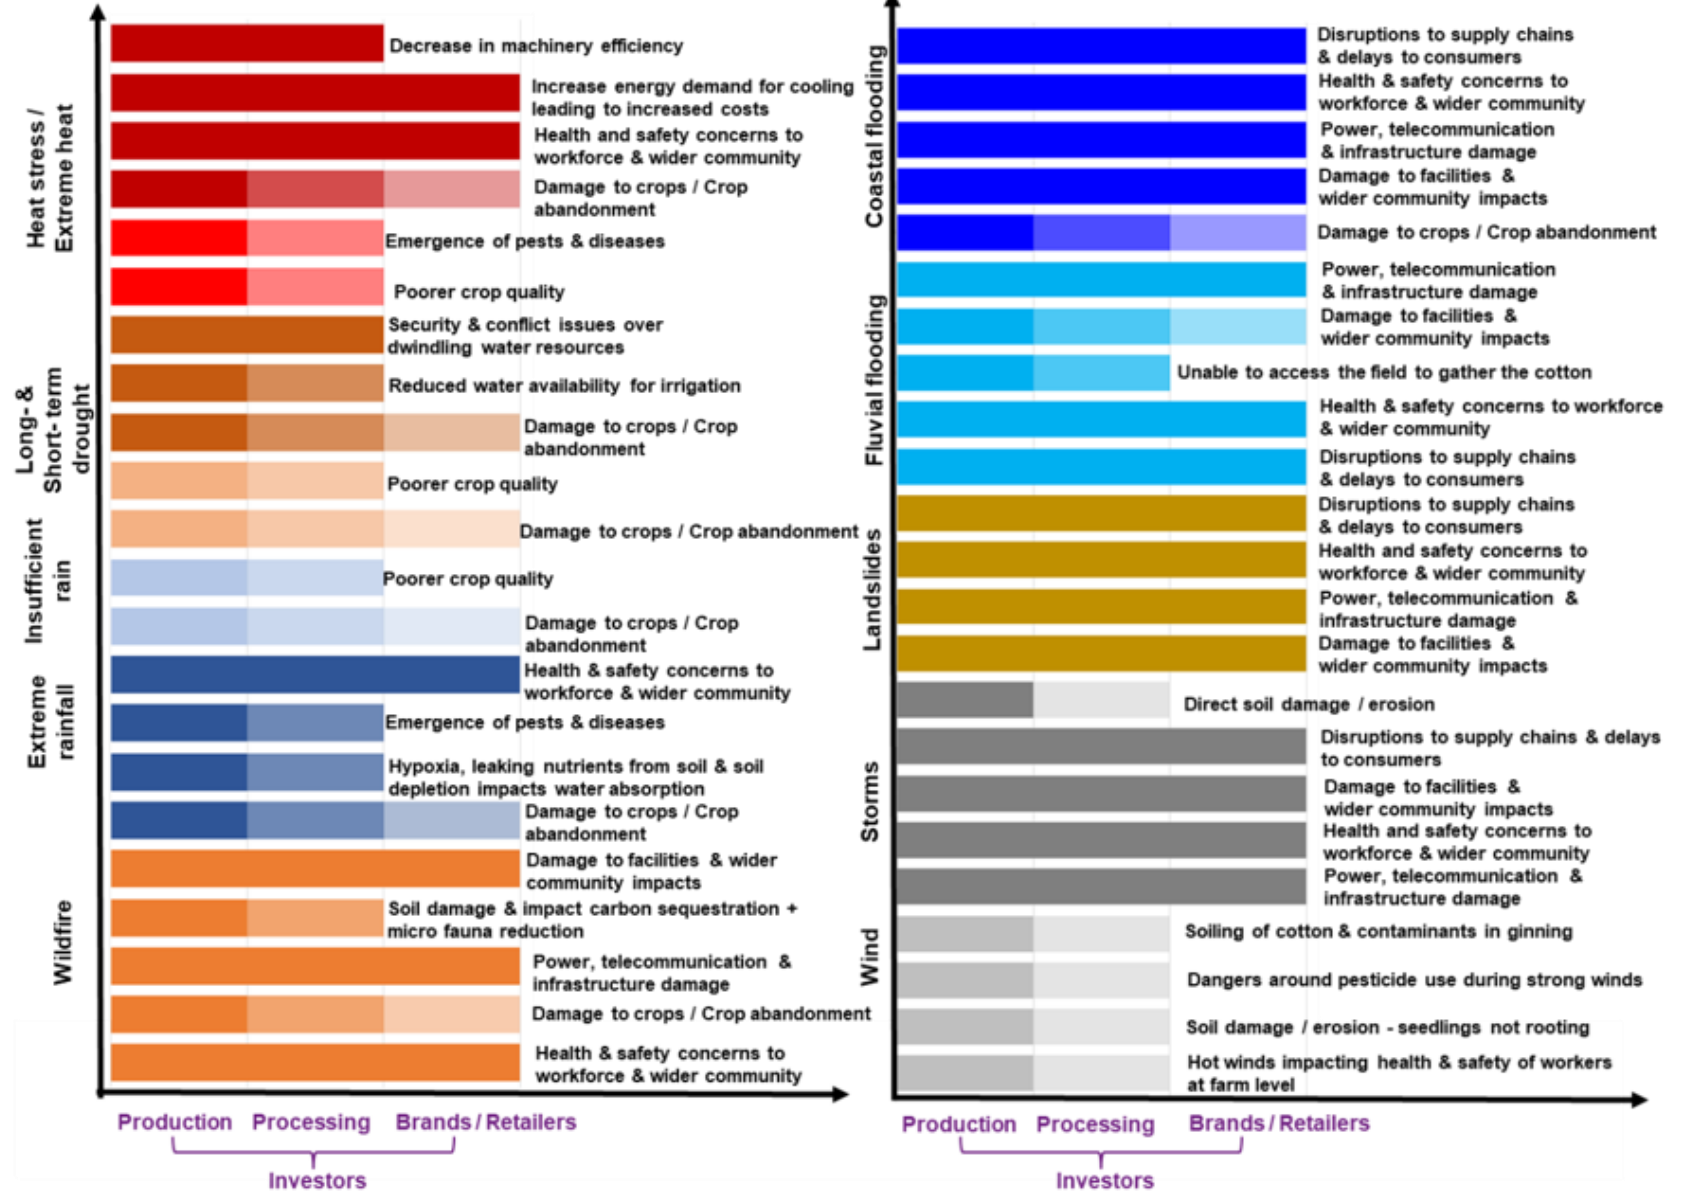 Heat stress /
Extreme heat
Decrease in machinery efficiency
Increase energy demand for cooling
leading to increased costs
Health and safety concerns to
workforce & wider community
Damage to crops / Crop
abandonment
Emergence of pests & diseases
Poorer crop quality
Long- &
Short- term
drought
Security & conflict issues over
dwindling water resources
Reduced water availability for irrigation
Damage to crops / Crop
abandonment
Poorer crop quality
Damage to crops / Crop abandonment
Insufficient
rain
Poorer crop quality
Damage to crops / Crop
abandonment
Extreme
rainfall
Health & safety concerns to
workforce & wider community
Emergence of pests & diseases
Hypoxia, leaking nutrients from soil & soil
depletion impacts water absorption
Damage to crops / Crop
abandonment
Wildfire
Damage to facilities & wider
community impacts
Soil damage & impact carbon sequestration +
micro fauna reduction
Power, telecommunication &
infrastructure damage
Damage to crops / Crop abandonment
Health & safety concerns to
workforce & wider community
Production
Processing
Brands / Retailers
Investors
Coastal flooding
Disruptions to supply chains
& delays to consumers
Health & safety concerns to
workforce & wider community
Power, telecommunication
& infrastructure damage
Damage to facilities &
wider community impacts
Damage to crops / Crop abandonment
Fluvial flooding
Power, telecommunication
& infrastructure damage
Damage to facilities &
wider community impacts
Unable to access the field to gather the cotton
Health & safety concerns to workforce
& wider community
Disruptions to supply chains
& delays to consumers
Landslides
Disruptions to supply chains
& delays to consumers
Health and safety concerns to
workforce & wider community
Power, telecommunication &
infrastructure damage
Damage to facilities &
wider community impacts
Storms
Direct soil damage / erosion
Disruptions to supply chains & delays
to consumers
Damage to facilities &
wider community impacts
Health and safety concerns to
workforce & wider community
Power, telecommunication &
infrastructure damage
Wind
Soiling of cotton & contaminants in ginning
Dangers around pesticide use during strong winds
Soil damage / erosion - seedlings not rooting
Hot winds impacting health & safety of workers
at farm level
Production
Processing
Brands / Retailers
Investors